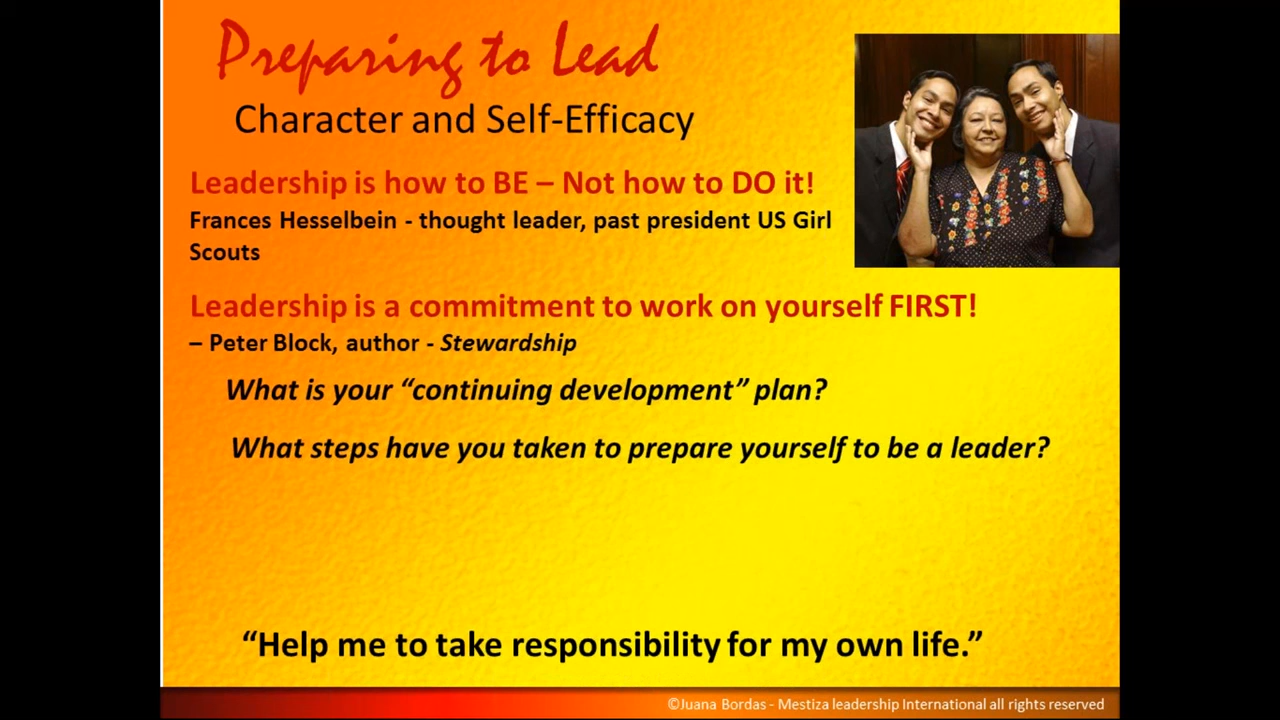 Preparing to Lead
Character and Self-Efficacy
Leadership is how to BE – Not how to DO it!
Frances Hesselbein - thought leader, past president US Girl
Scouts
Leadership is a commitment to work on yourself FIRST!
– Peter Block, author - Stewardship
What is your “continuing development” plan?
What steps have you taken to prepare yourself to be a leader?
“Help me to take responsibility for my own life.”
©Juana Bordas - Mestiza leadership International all rights reserved